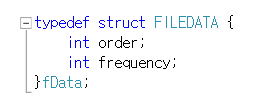 typedef struct FILEDATA {
    int order;
    int frequency;
}fData;